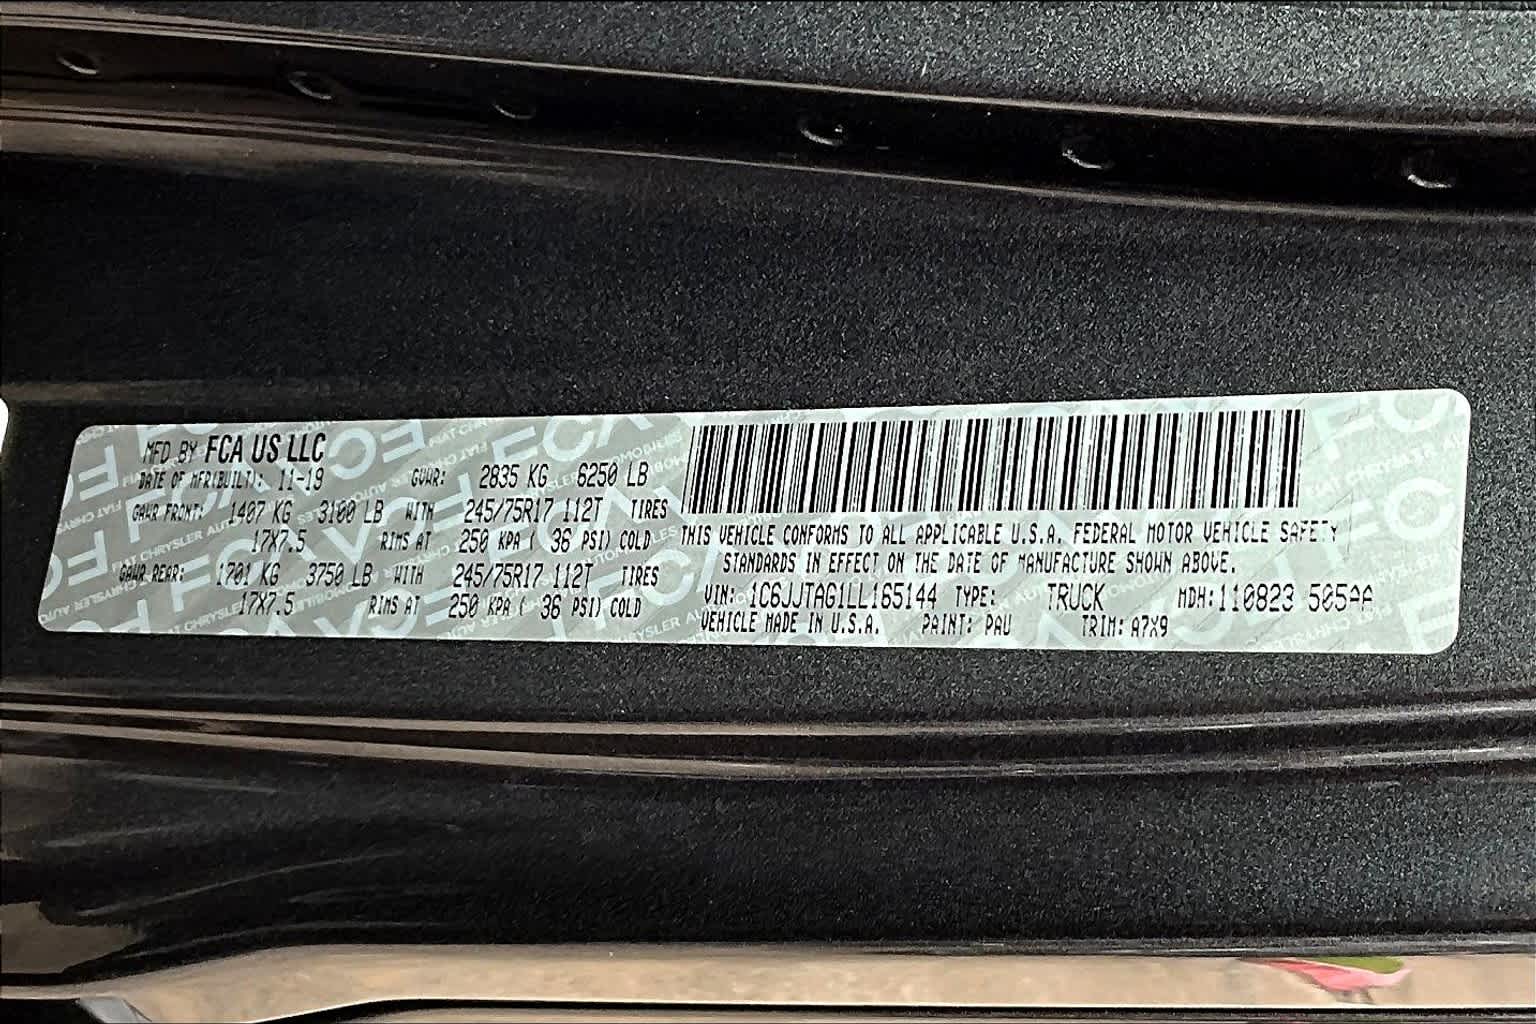 MFD BY FCA US LLC
DATE OF MFR(BUILT): 11-19 GVWR: 2835 KG 6250 LB
GAWR FRONT: 1407 KG 3100 LB WITH 245/75R17 112T TIRES
17X7.5 RIMS AT 250 KPA ( 36 PSI) COLD
GAWR REAR: 1701 KG 3750 LB WITH 245/75R17 112T TIRES
17X7.5 RIMS AT 250 KPA ( 36 PSI) COLD
THIS VEHICLE CONFORMS TO ALL APPLICABLE U.S.A. FEDERAL MOTOR VEHICLE SAFETY
STANDARDS IN EFFECT ON THE DATE OF MANUFACTURE SHOWN ABOVE.
VIN: 1C6JJTAG1LL165144 TYPE: TRUCK MDH:110823 505AA
VEHICLE MADE IN U.S.A. PAINT: PAU TRIM: A7X9